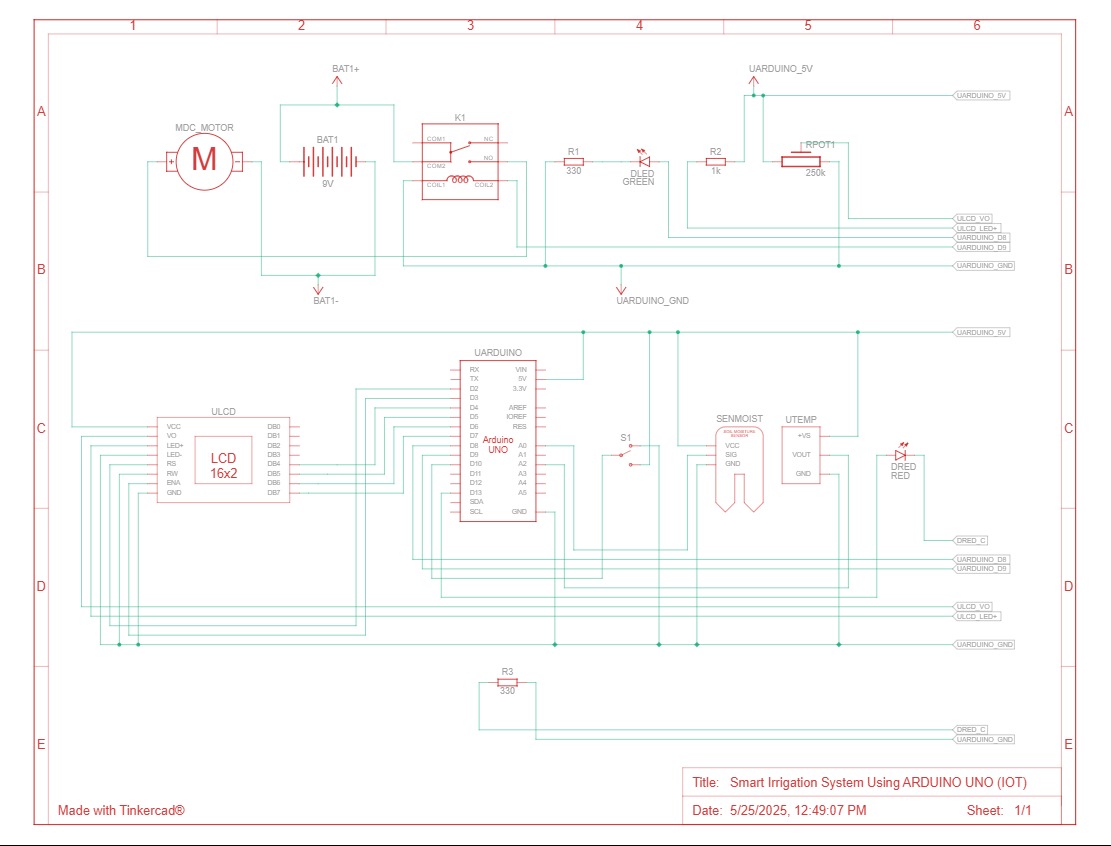 1 2 3 4 5 6
A A
BAT1+
UARDUINO_5V
UARDUINO_5V
MDC_MOTOR
M
+ -
BAT1
9V
K1
COM1
NC
COM2
NO
COIL1
COIL2
R1
330
DLED
GREEN
R2
1k
RPOT1
250k
ULCD_VO
ULCD_LED+
UARDUINO_D8
UARDUINO_D9
B B
UARDUINO_GND
BAT1-
UARDUINO_GND
UARDUINO_5V
C C
ULCD
VCC
VO
LED+
LED-
RS
RW
ENA
GND
LCD
16x2
DB0
DB1
DB2
DB3
DB4
DB5
DB6
DB7
UARDUINO
RX
TX
D2
D3
D4
D5
D6
D7
D8
D9
D10
D11
D12
D13
SDA
SCL
Arduino
UNO
VIN
5V
3.3V
AREF
IOREF
RES
A0
A1
A2
A3
A4
A5
GND
S1
SENMOIST
SOIL MOISTURE
SENSOR
VCC
SIG
GND
UTEMP
+VS
VOUT
GND
DRED
RED
DRED_C
UARDUINO_D8
UARDUINO_D9
D D
ULCD_VO
ULCD_LED+
UARDUINO_GND
R3
330
DRED_C
UARDUINO_GND
E E
Title: Smart Irrigation System Using ARDUINO UNO (IOT)
Made with Tinkercad®
Date: 5/25/2025, 12:49:07 PM Sheet: 1/1